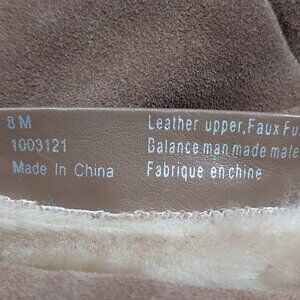 8 M
1003121
Made In China
Leather upper,Faux Fu
Balance man made mate
Fabrique en chine